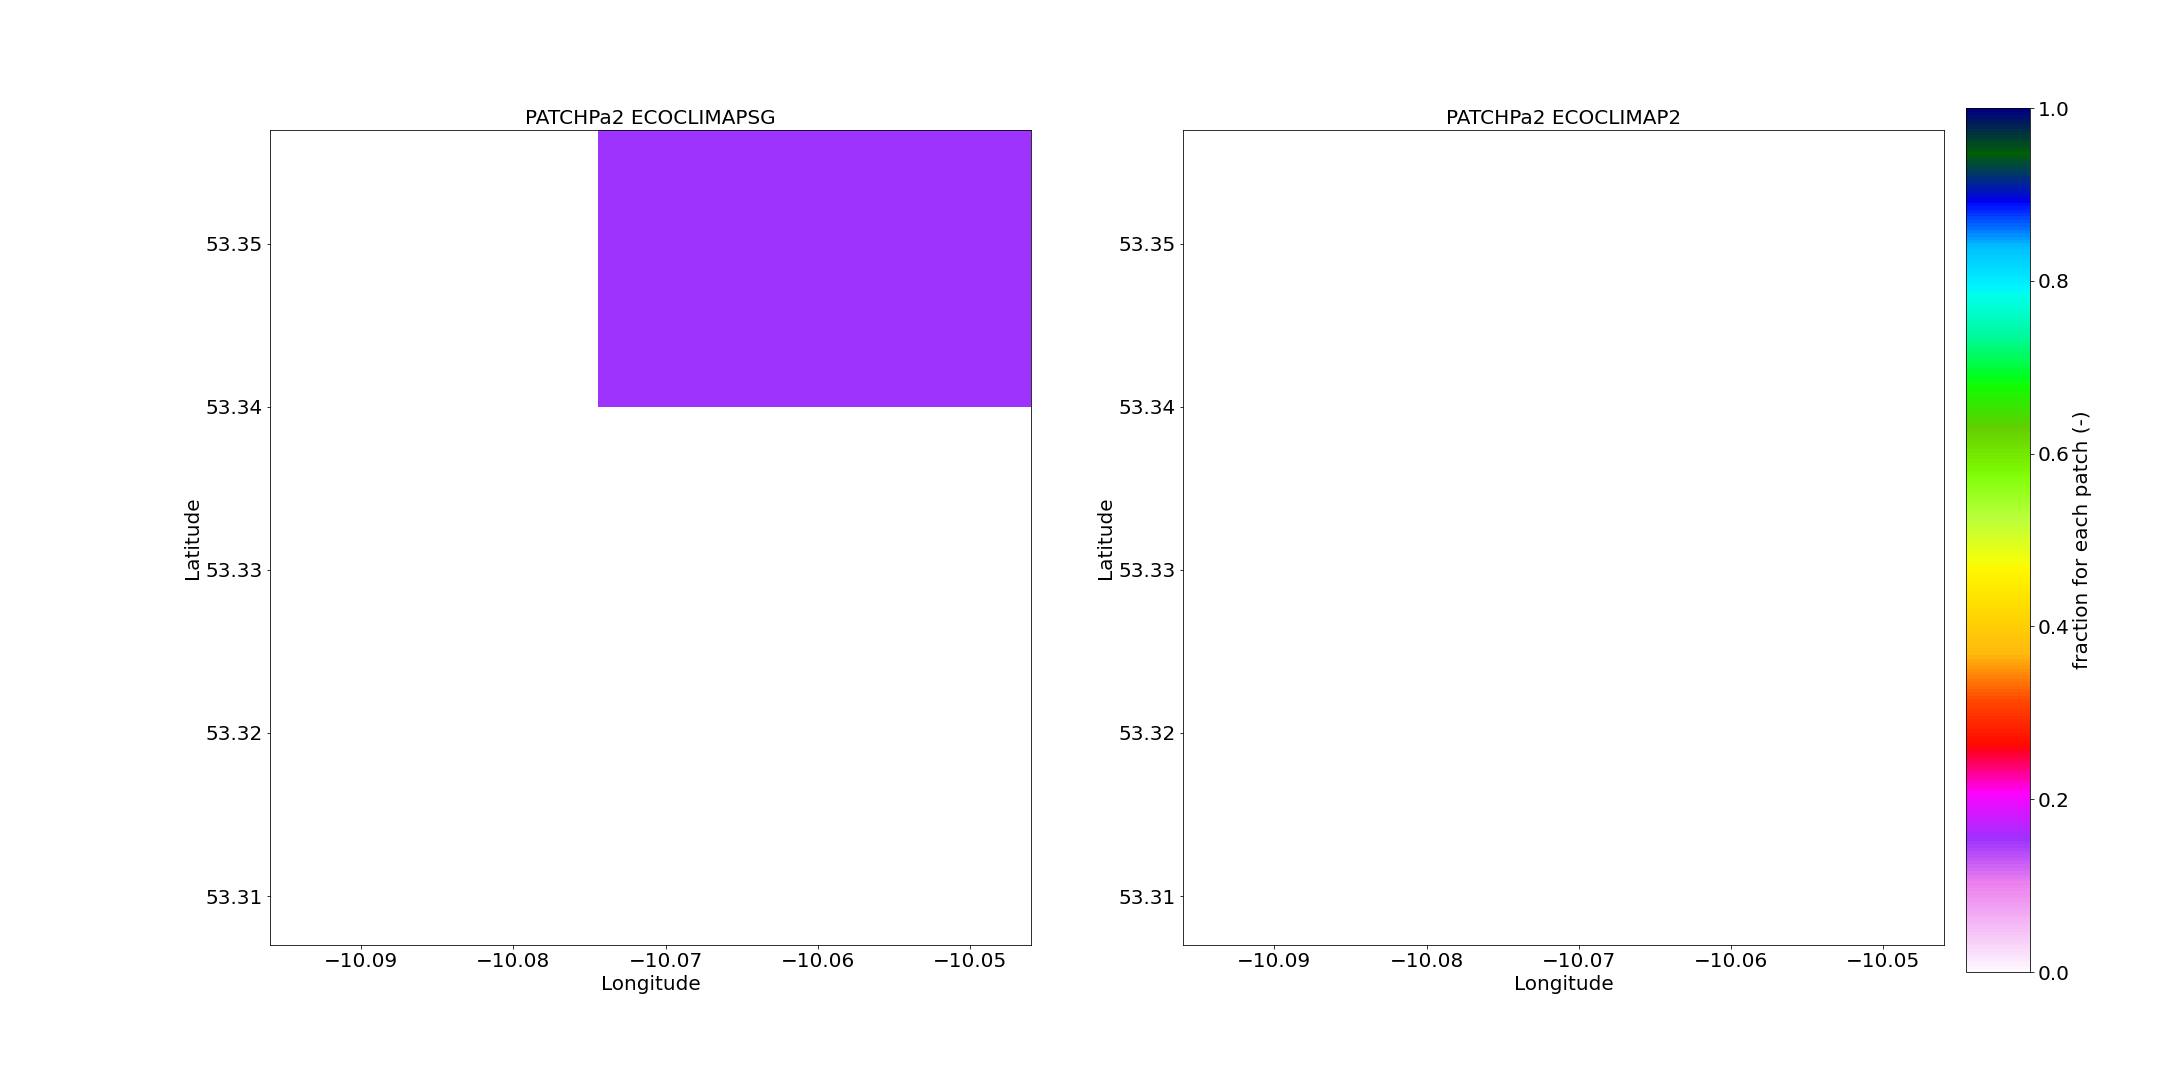 PATCHPa2 ECOCLIMAPSG
53.35
53.34
53.33
53.32
53.31
Latitude
−10.09 −10.08 −10.07 −10.06 −10.05
Longitude
PATCHPa2 ECOCLIMAP2
53.35
53.34
53.33
53.32
53.31
Latitude
−10.09 −10.08 −10.07 −10.06 −10.05
Longitude
1.0
0.8
0.6
0.4
0.2
0.0
fraction for each patch (-)